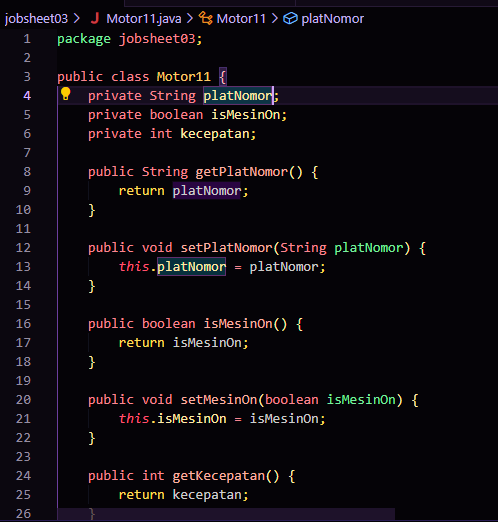 jobsheet03 > J Motor11.java > Motor11 > platNomor
1 package jobsheet03;
2
3 public class Motor11 {
4 private String platNomor;
5 private boolean isMesinOn;
6 private int kecepatan;
7
8 public String getPlatNomor() {
9 return platNomor;
10 }
11
12 public void setPlatNomor(String platNomor) {
13 this.platNomor = platNomor;
14 }
15
16 public boolean isMesinOn() {
17 return isMesinOn;
18 }
19
20 public void setMesinOn(boolean isMesinOn) {
21 this.isMesinOn = isMesinOn;
22 }
23
24 public int getKecepatan() {
25 return kecepatan;
26 }